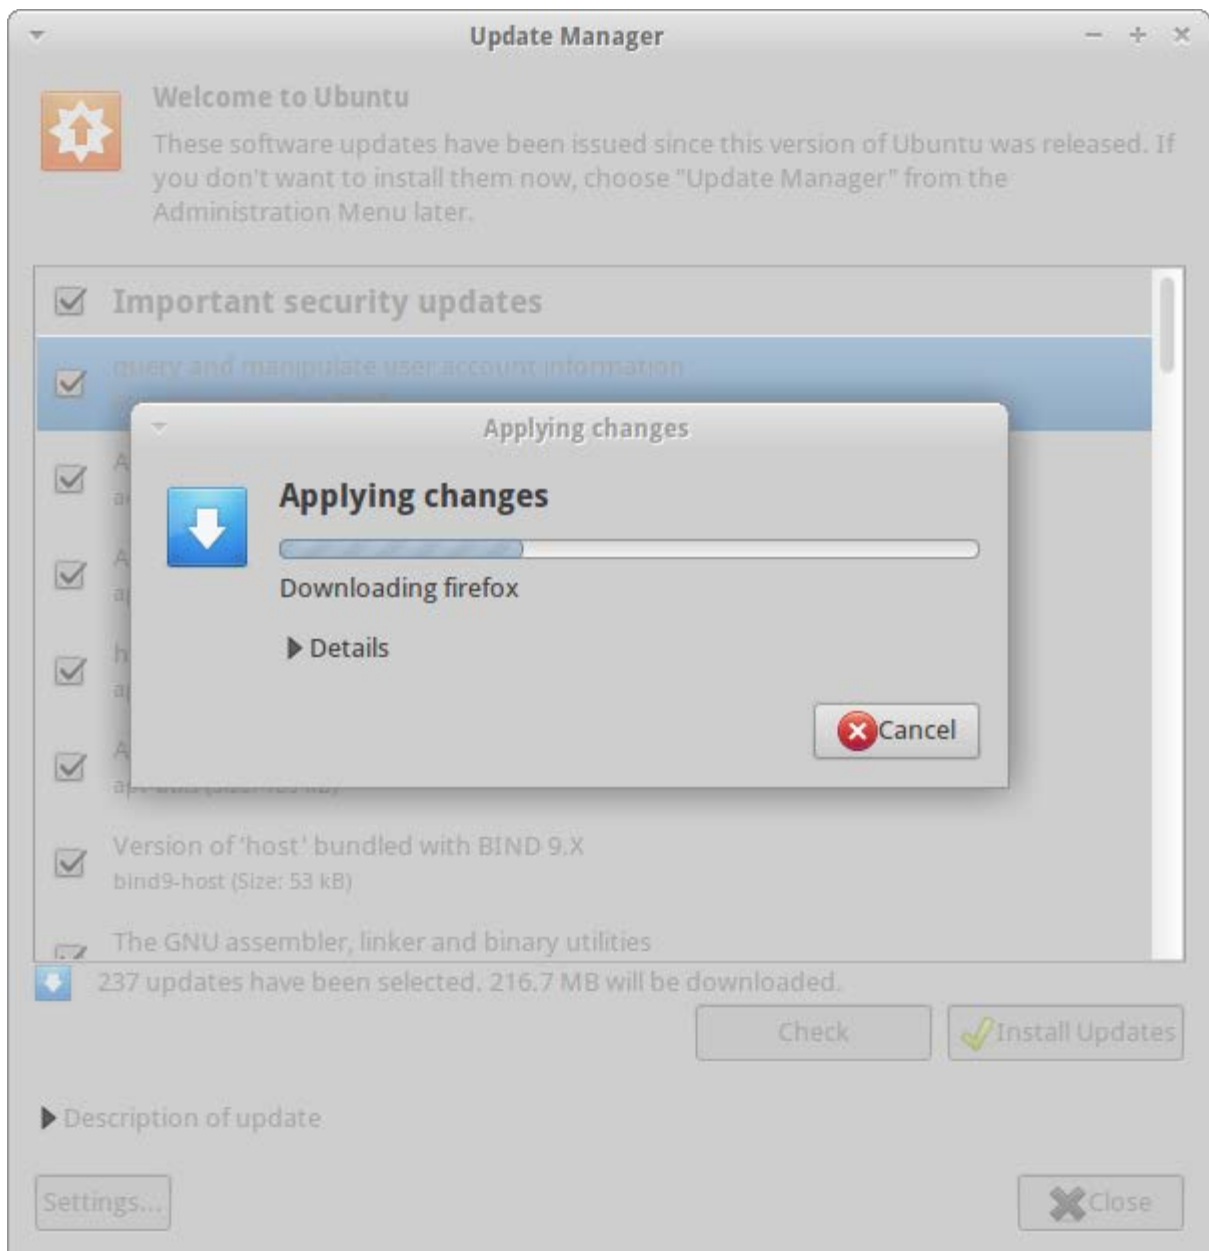 Update Manager
Welcome to Ubuntu
These software updates have been issued since this version of Ubuntu was released. If
you don't want to install them now, choose "Update Manager" from the
Administration Menu later.
Important security updates
query and manipulate user account information
Applying changes
Applying changes
Downloading firefox
Details
Cancel
Version of 'host' bundled with BIND 9.X
bind9-host (Size: 53 kB)
The GNU assembler, linker and binary utilities
237 updates have been selected. 216.7 MB will be downloaded.
Check
Install Updates
Description of update
Settings...
Close